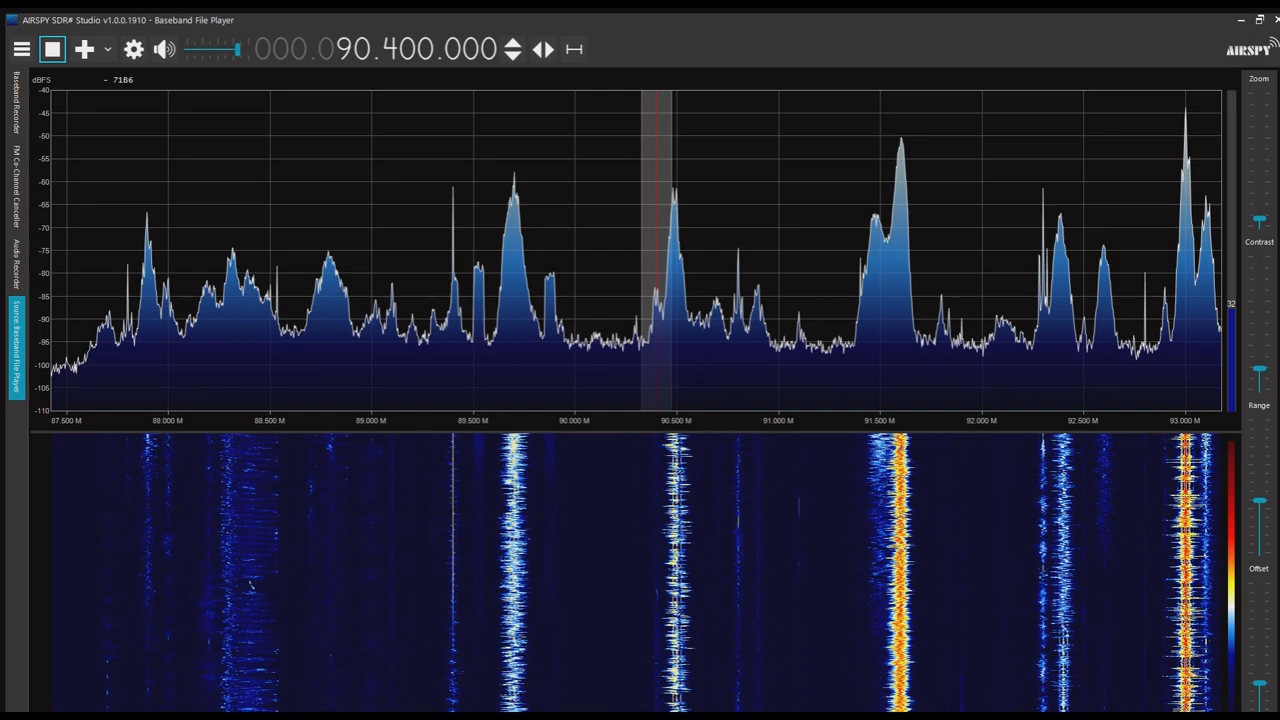 AIRSPY SDR# Studio v1.0.0.1910 - Baseband File Player
000.090.400.000
AIRSPY
dBFS
- 71B6
Zoom
Baseband Recorder
FM Co-Channel Canceller
Audio Recorder
Source: Baseband File Player
-40
-45
-50
-55
-60
-65
-70
-75
-80
-85
-90
-95
-100
-105
-110
32
Contrast
Range
Offset
87.500 M
88.000 M
88.500 M
89.000 M
89.500 M
90.000 M
90.500 M
91.000 M
91.500 M
92.000 M
92.500 M
93.000 M